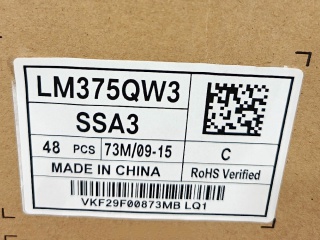 LM375QW3
SSA3
48 PCS 73M/09-15 C
MADE IN CHINA RoHS Verified
VKF29F00873MB LQ1